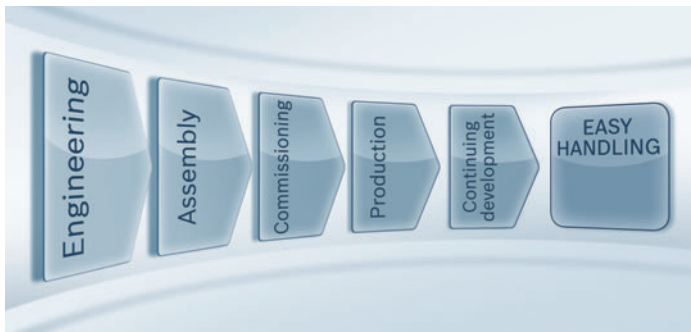 Engineering
Assembly
Commissioning
Production
Continuing
development
EASY
HANDLING